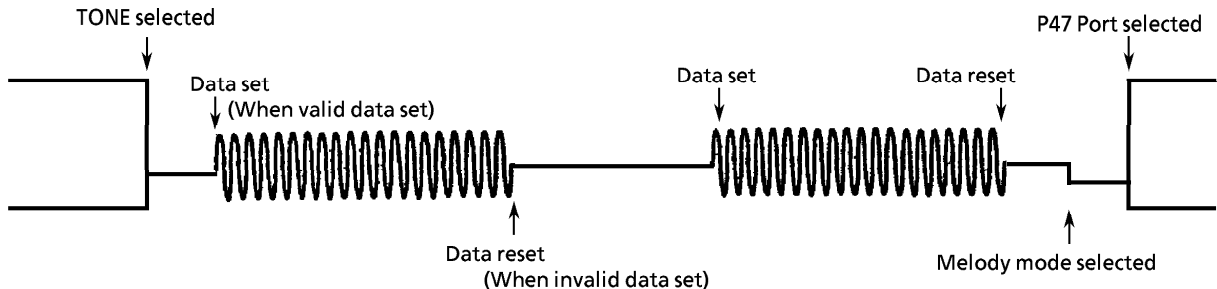 TONE selected
P47 Port selected
Data set
(When valid data set)
Data set
Data reset
Data reset
(When invalid data set)
Melody mode selected